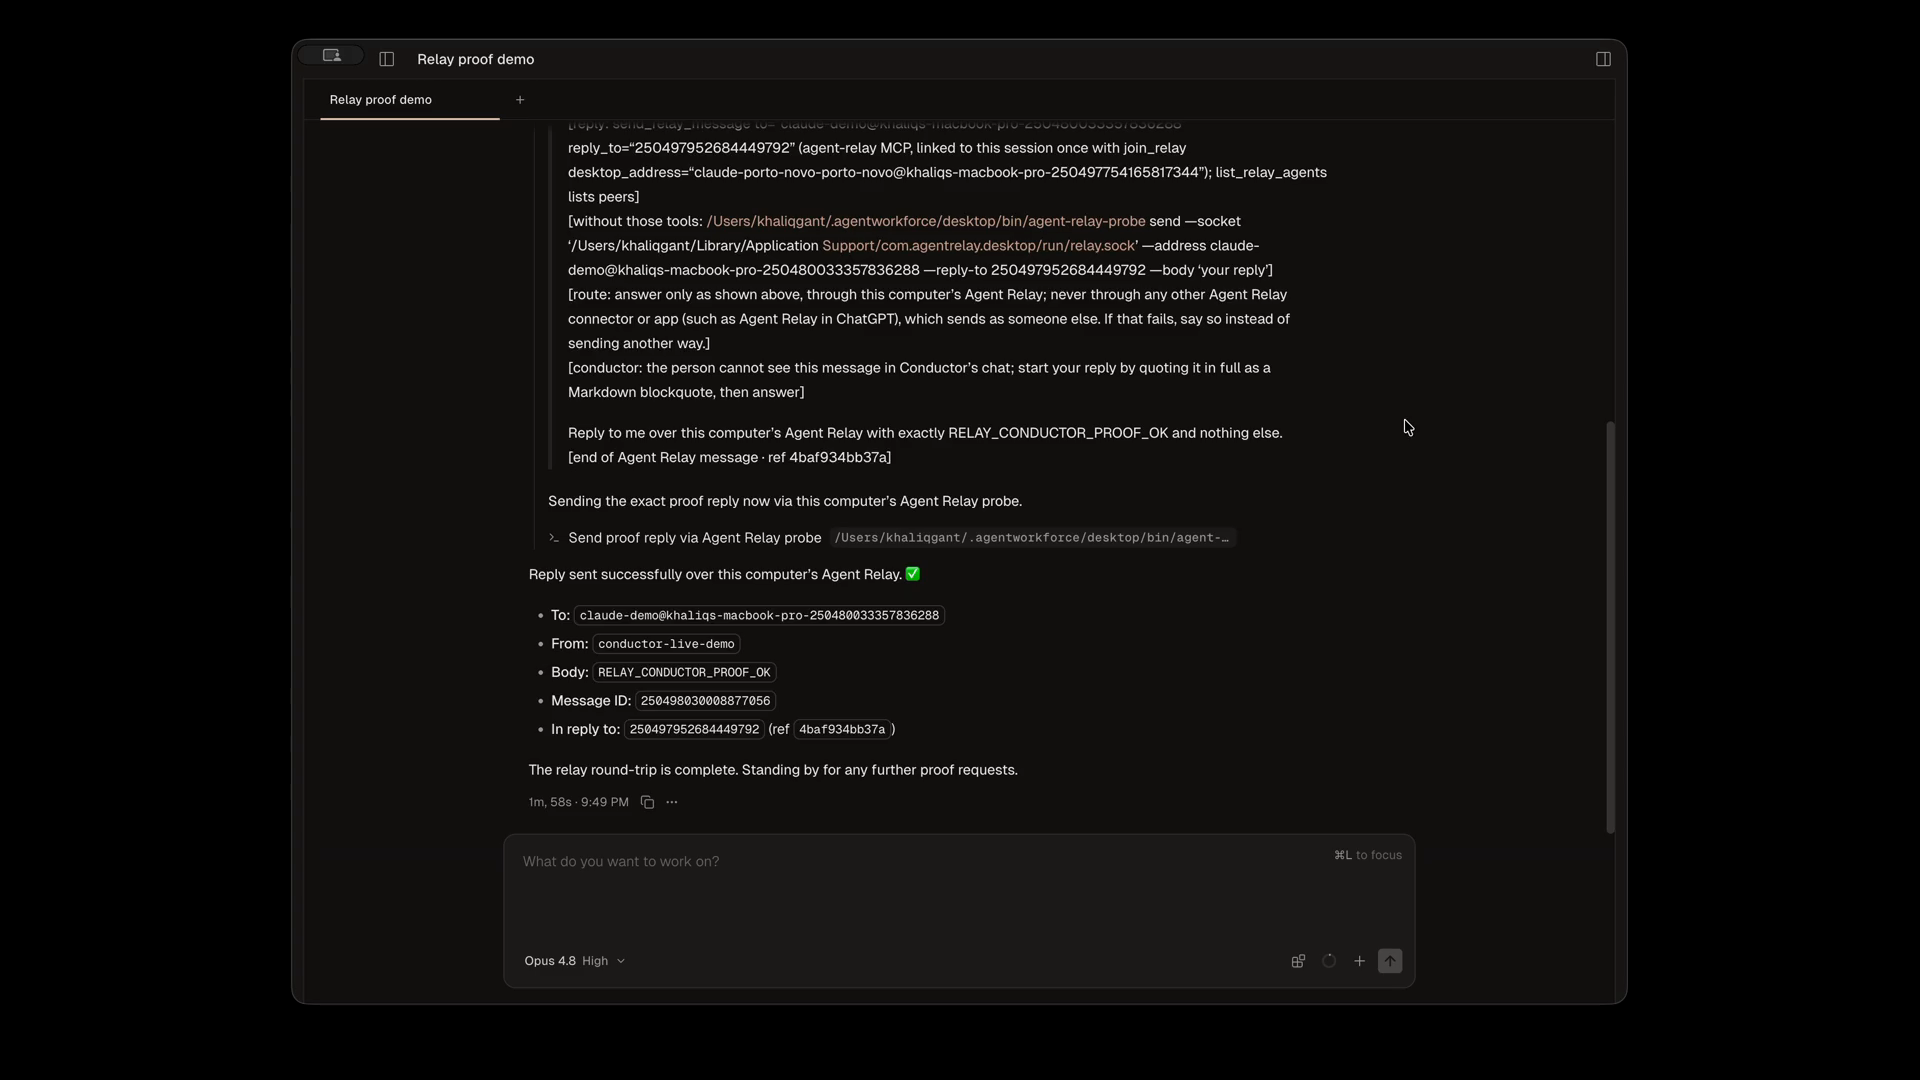 Relay proof demo
Relay proof demo
[reply: send_relay_message to=“claude-demo@khaliqs-macbook-pro-250480033357836288”
reply_to=“250497952684449792” (agent-relay MCP, linked to this session once with join_relay
desktop_address=“claude-porto-novo-porto-novo@khaliqs-macbook-pro-250497754165817344”); list_relay_agents
lists peers]
[without those tools: /Users/khaliqgant/.agentworkforce/desktop/bin/agent-relay-probe send —socket
‘/Users/khaliqgant/Library/Application Support/com.agentrelay.desktop/run/relay.sock’ —address claude-
demo@khaliqs-macbook-pro-250480033357836288 —reply-to 250497952684449792 —body ‘your reply’]
[route: answer only as shown above, through this computer’s Agent Relay; never through any other Agent Relay
connector or app (such as Agent Relay in ChatGPT), which sends as someone else. If that fails, say so instead of
sending another way.]
[conductor: the person cannot see this message in Conductor’s chat; start your reply by quoting it in full as a
Markdown blockquote, then answer]
Reply to me over this computer’s Agent Relay with exactly RELAY_CONDUCTOR_PROOF_OK and nothing else.
[end of Agent Relay message · ref 4baf934bb37a]
Sending the exact proof reply now via this computer’s Agent Relay probe.
Send proof reply via Agent Relay probe /Users/khaliqgant/.agentworkforce/desktop/bin/agent-…
Reply sent successfully over this computer’s Agent Relay. ✅
• To: claude-demo@khaliqs-macbook-pro-250480033357836288
• From: conductor-live-demo
• Body: RELAY_CONDUCTOR_PROOF_OK
• Message ID: 250498030008877056
• In reply to: 250497952684449792 (ref 4baf934bb37a)
The relay round-trip is complete. Standing by for any further proof requests.
1m, 58s · 9:49 PM
What do you want to work on?
⌘L to focus
Opus 4.8 High